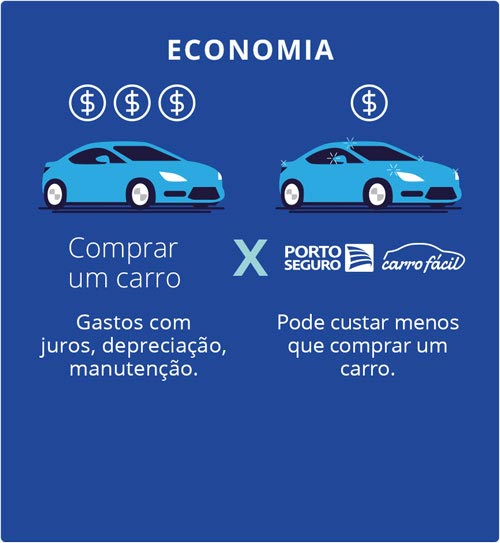 ECONOMIA
$ $ $
$
Comprar
um carro
X
PORTO
SEGURO
carro fácil
Gastos com
juros, depreciação,
manutenção.
Pode custar menos
que comprar um
carro.